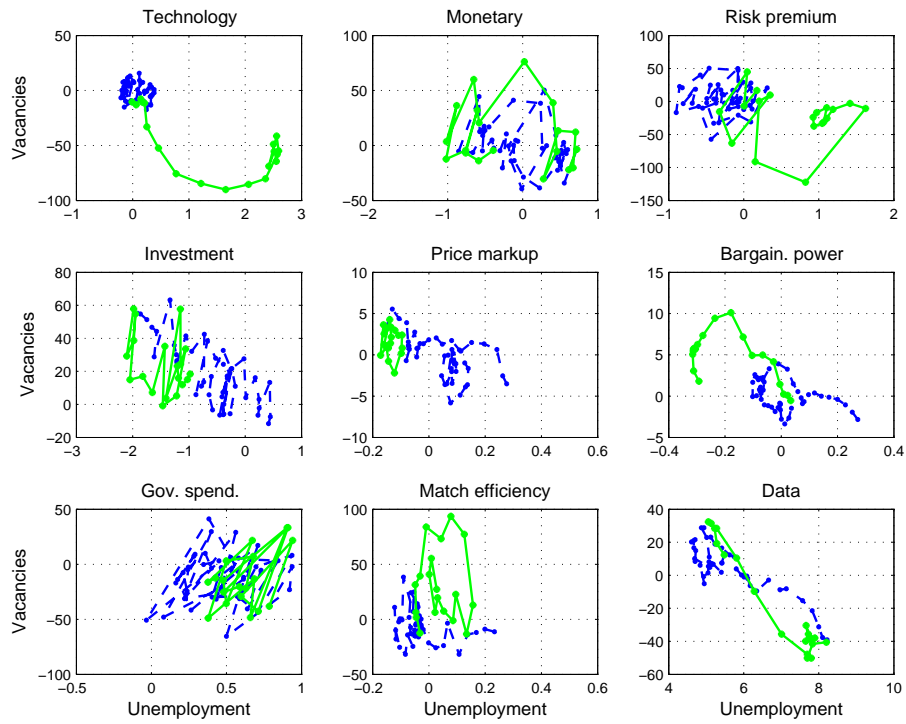 Technology Monetary Risk premium
50 100 100
0 50 50
−50 0 0
−100 −50 −50
−150
−100
−1 0 1 2 3 −2 −1 0 1 −1 0 1 2
Vacancies
Investment Price markup Bargain. power
80 15 15
60 10 10
40 5 5
20 0 0
0 −5 −5
−20 −10
−3 −2 −1 0 1 −0.2 0 0.2 0.4 0.6 −0.4 −0.2 0 0.2 0.4
Vacancies
Gov. spend. Match efficiency Data
50 100 40
0 50 20
−50 0 0
−100 −50 −20
−100 −40
−60
−0.5 0 0.5 1 −0.2 0 0.2 0.4 0.6 4 6 8 10
Vacancies
Unemployment Unemployment Unemployment